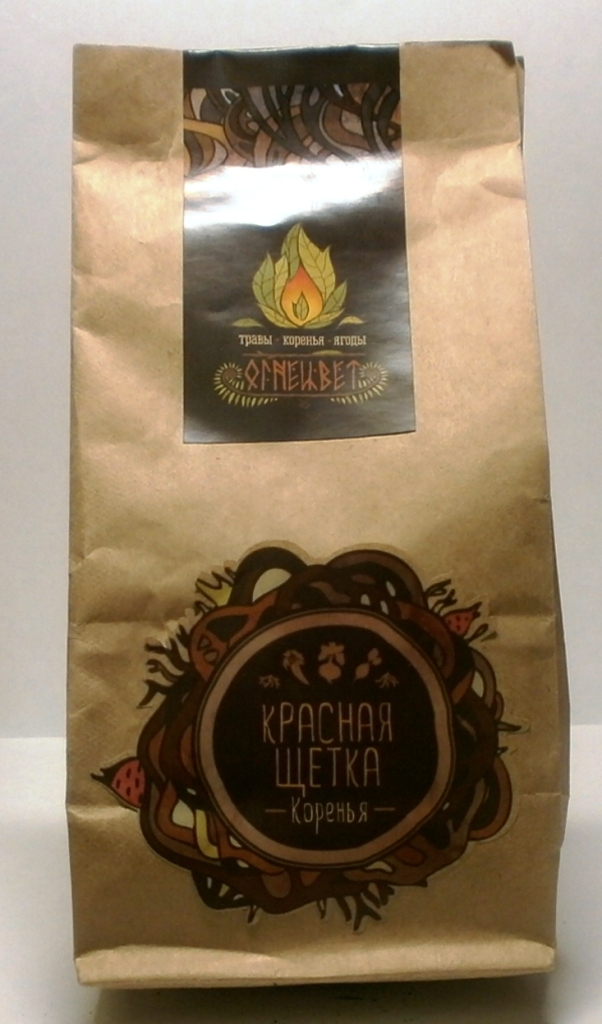 травы · коренья · ягоды
ОГНЕЦВЕТ
КРАСНАЯ
ЩЕТКА
— Коренья —